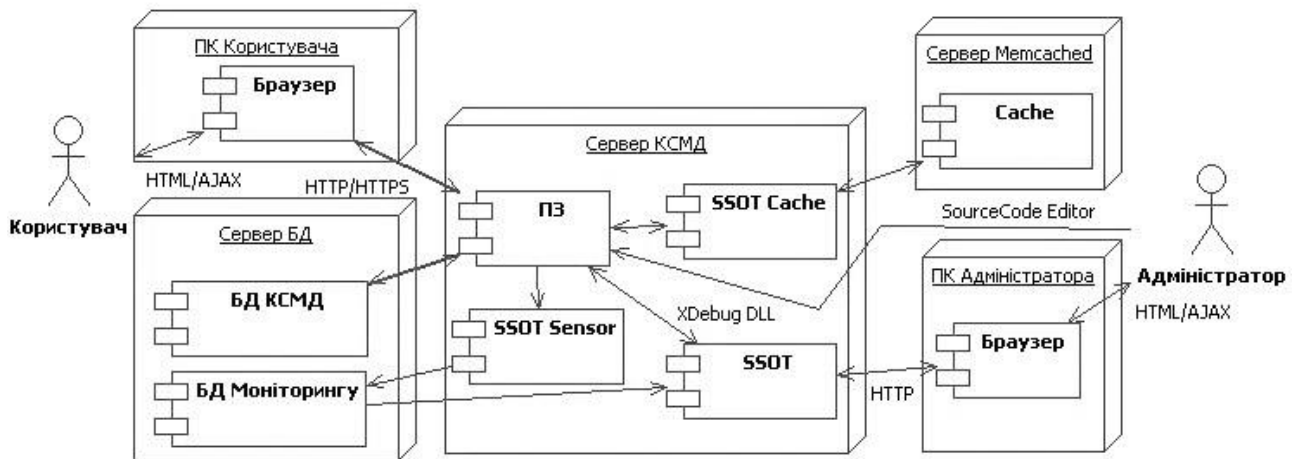 ПК Користувача
Браузер
HTML/AJAX
HTTP/HTTPS
Користувач
Сервер БД
БД КСМД
БД Моніторингу
Сервер КСМД
ПЗ
SSOT Cache
SSOT Sensor
XDebug DLL
SSOT
Сервер Memcached
Cache
SourceCode Editor
ПК Адміністратора
Браузер
HTTP
Адміністратор
HTML/AJAX